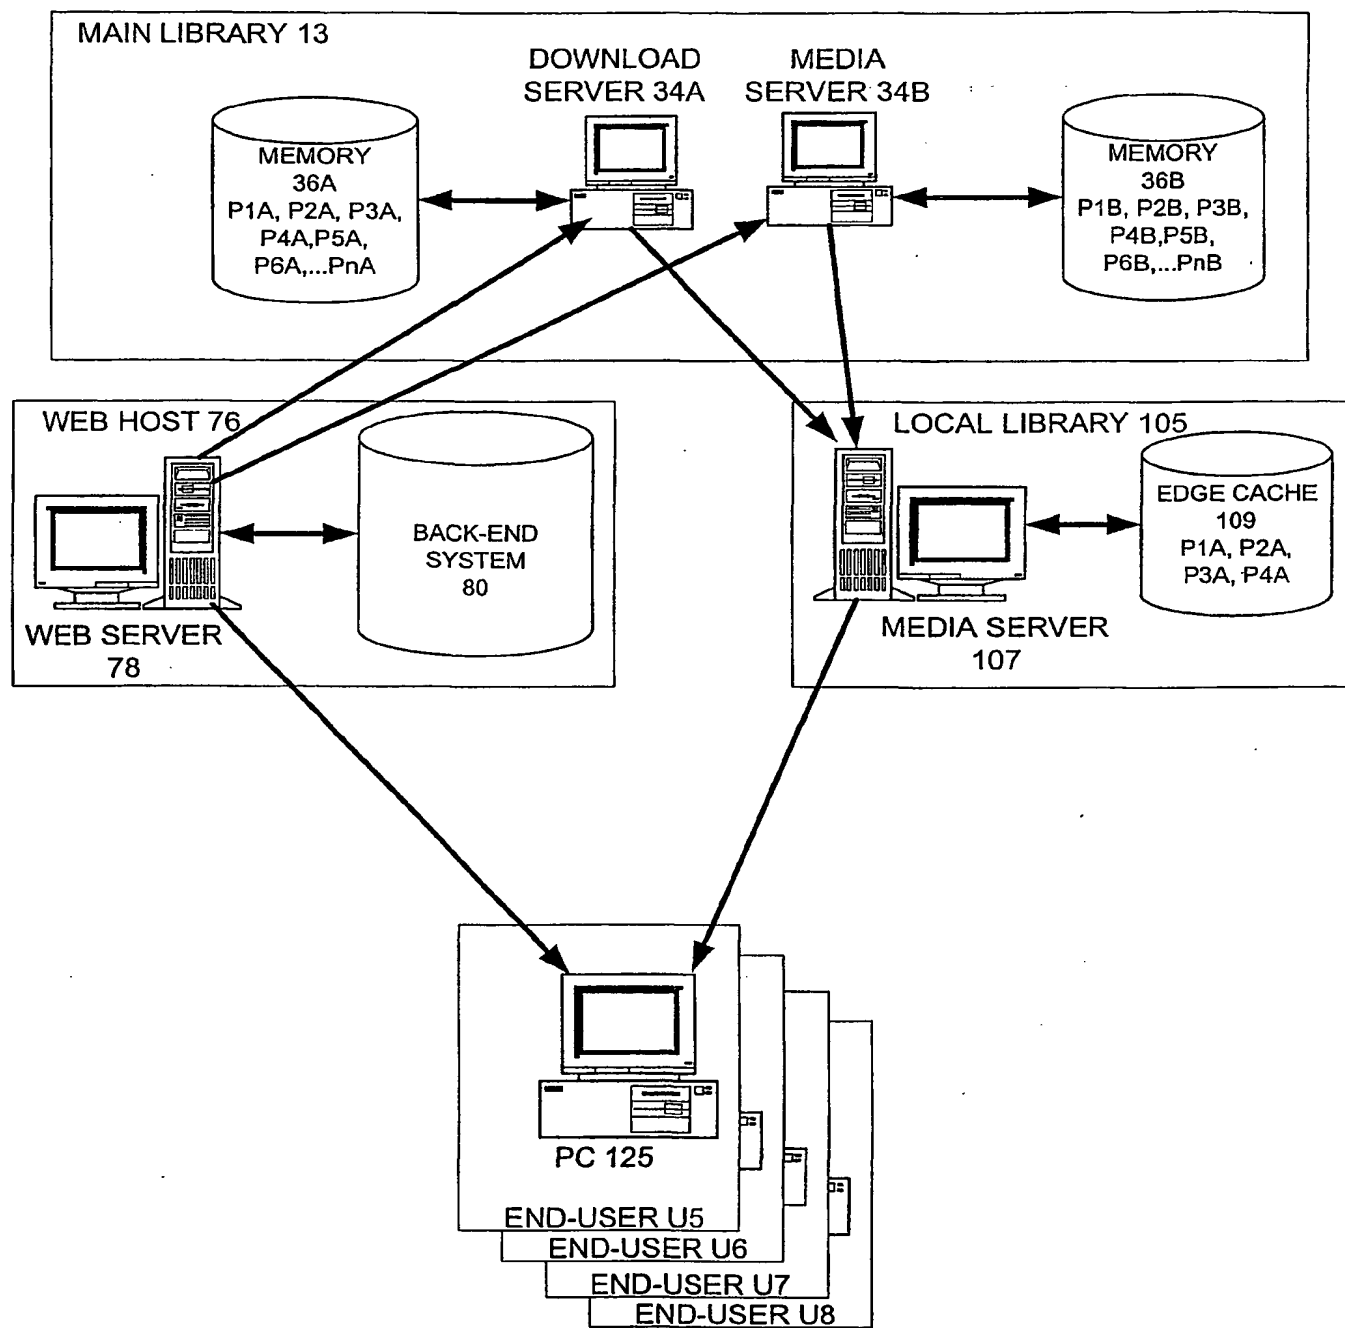 MAIN LIBRARY 13
DOWNLOAD
SERVER 34A
MEDIA
SERVER 34B
MEMORY
36A
P1A, P2A, P3A,
P4A,P5A,
P6A,...PnA
MEMORY
36B
P1B, P2B, P3B,
P4B,P5B,
P6B,...PnB
WEB HOST 76
BACK-END
SYSTEM
80
WEB SERVER
78
LOCAL LIBRARY 105
EDGE CACHE
109
P1A, P2A,
P3A, P4A
MEDIA SERVER
107
PC 125
END-USER U5
END-USER U6
END-USER U7
END-USER U8